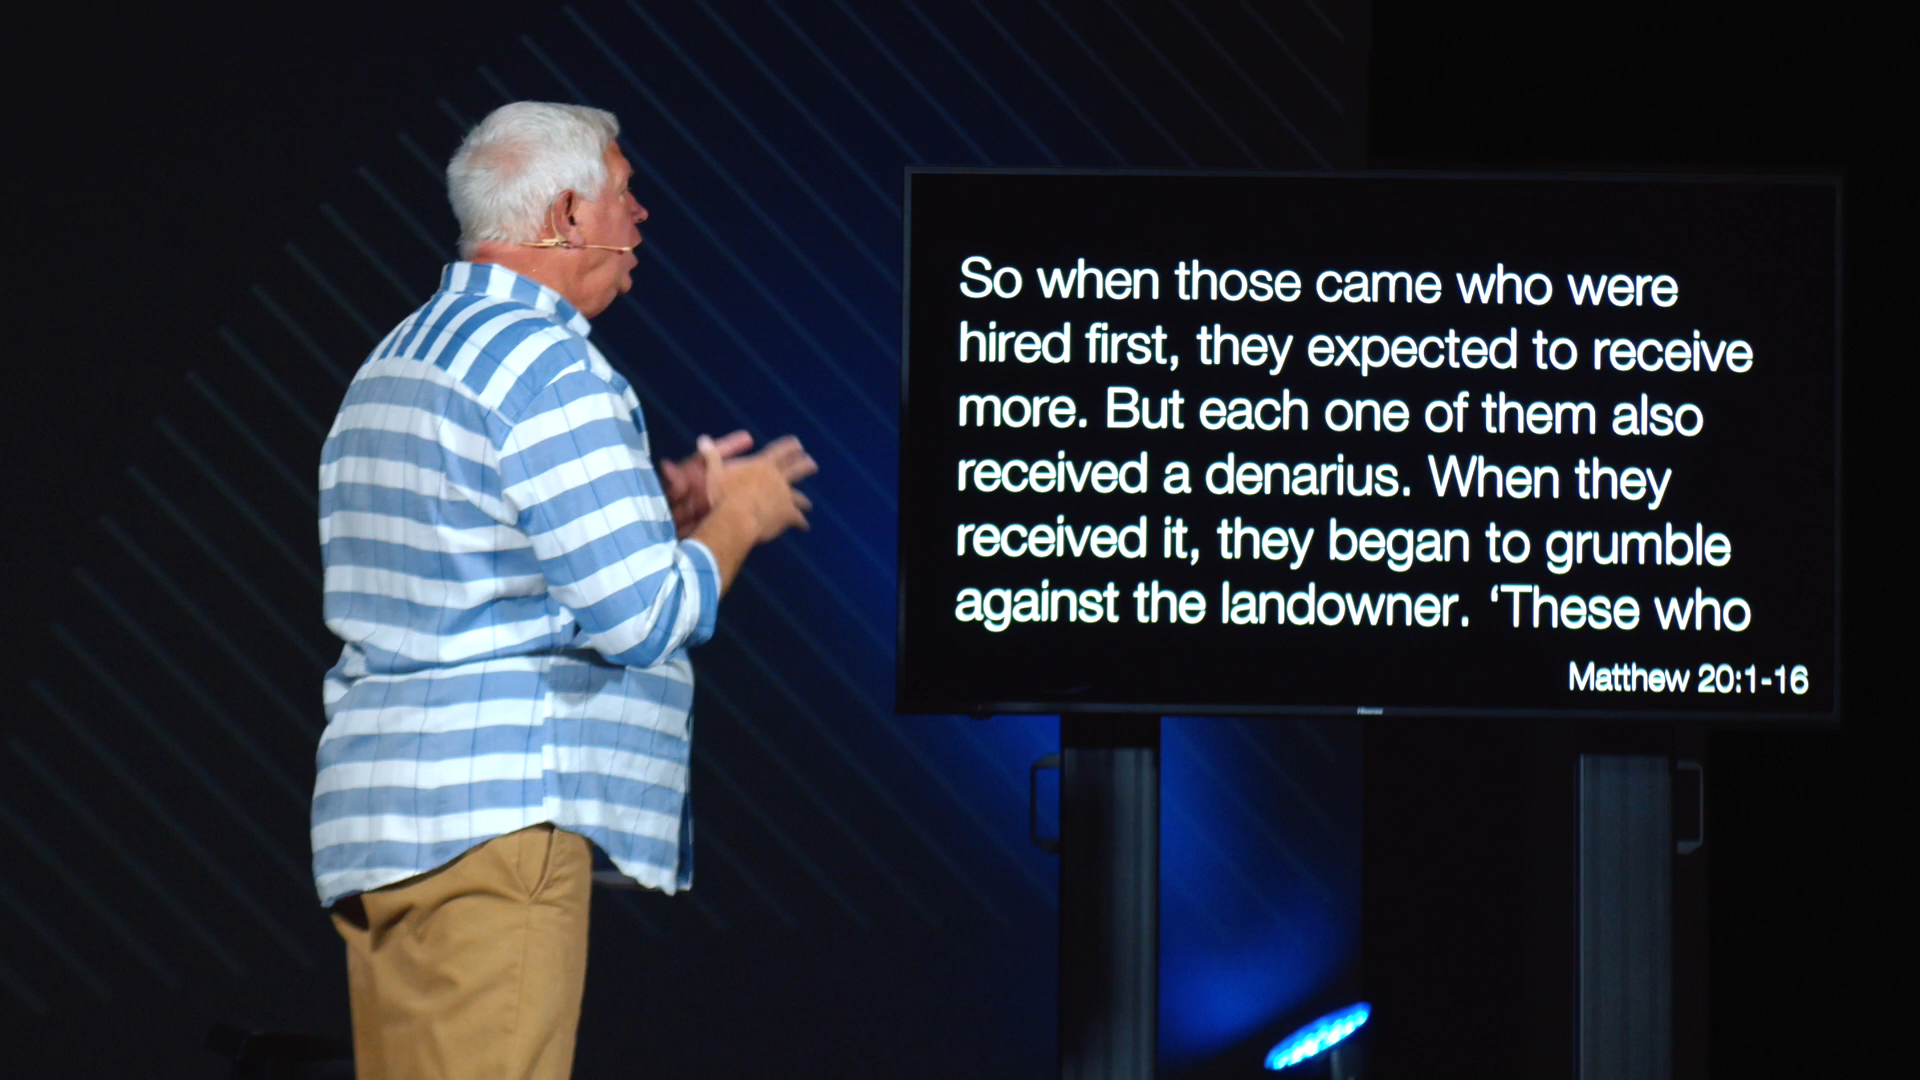 So when those came who were
hired first, they expected to receive
more. But each one of them also
received a denarius. When they
received it, they began to grumble
against the landowner. ‘These who
Matthew 20:1-16
Hisense